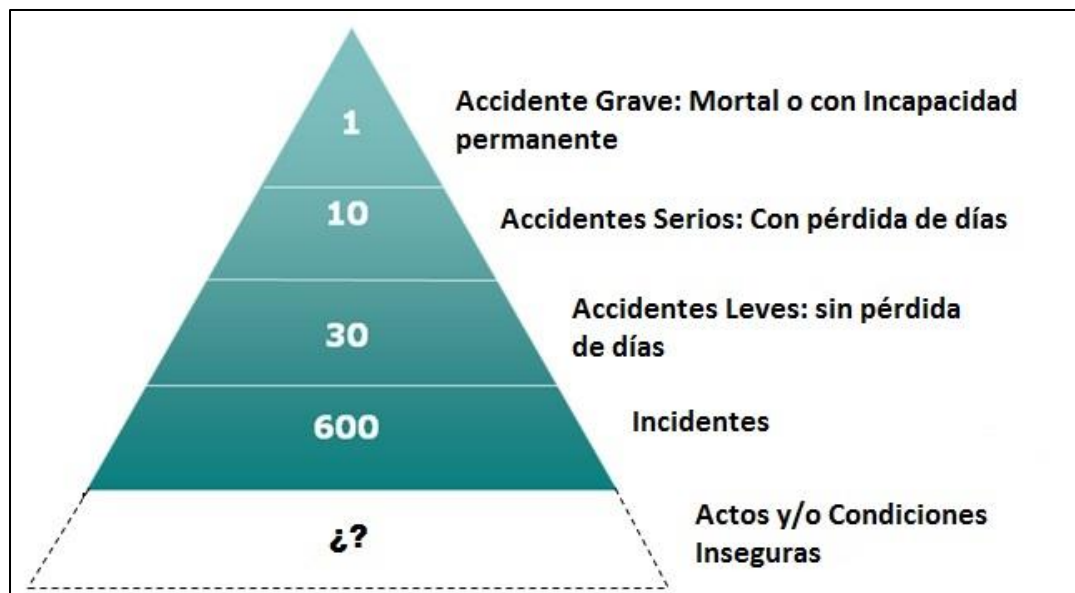 1
Accidente Grave: Mortal o con Incapacidad
permanente
10
Accidentes Serios: Con pérdida de días
30
Accidentes Leves: sin pérdida
de días
600
Incidentes
¿?
Actos y/o Condiciones
Inseguras